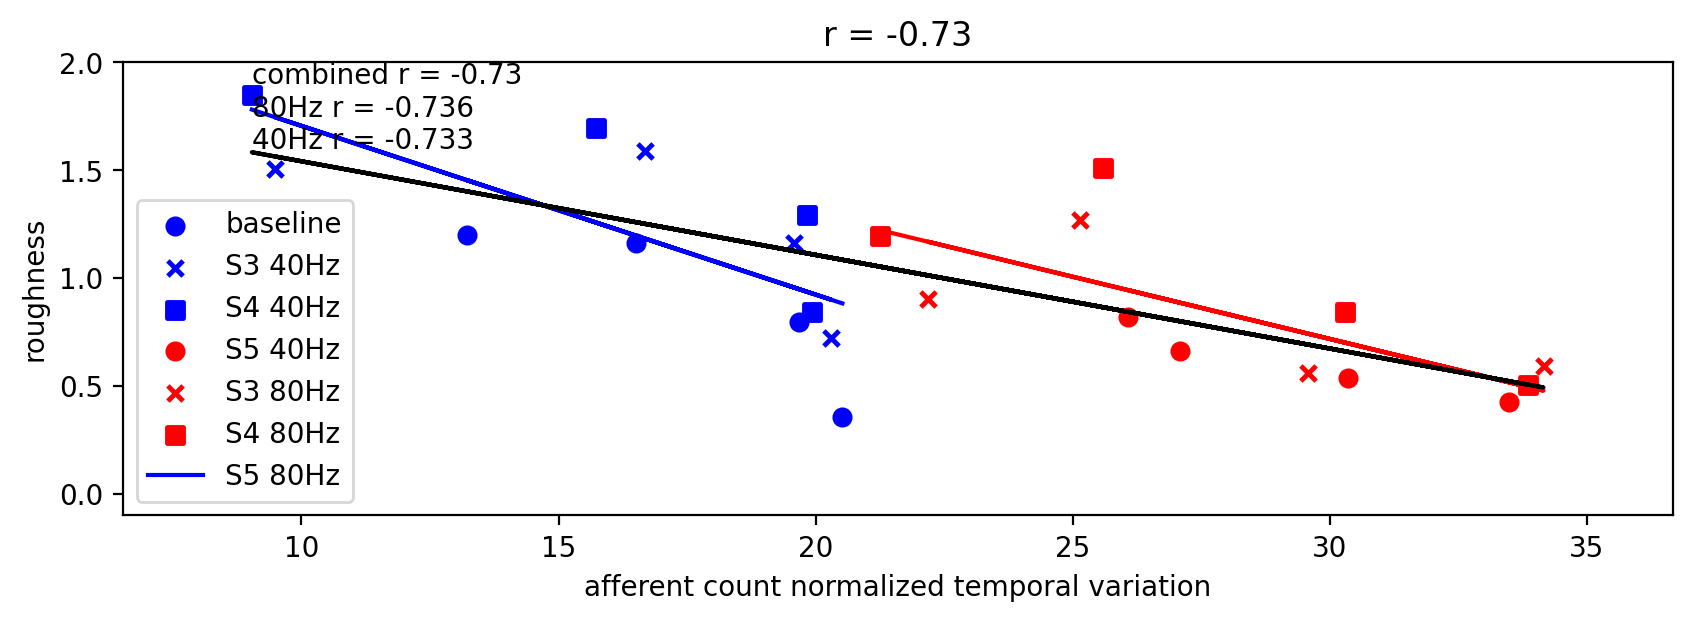 r = -0.73
combined r = -0.73
80Hz r = -0.736
40Hz r = -0.733
2.0
1.5
1.0
0.5
0.0
roughness
baseline
S3 40Hz
S4 40Hz
S5 40Hz
S3 80Hz
S4 80Hz
S5 80Hz
10 15 20 25 30 35
afferent count normalized temporal variation